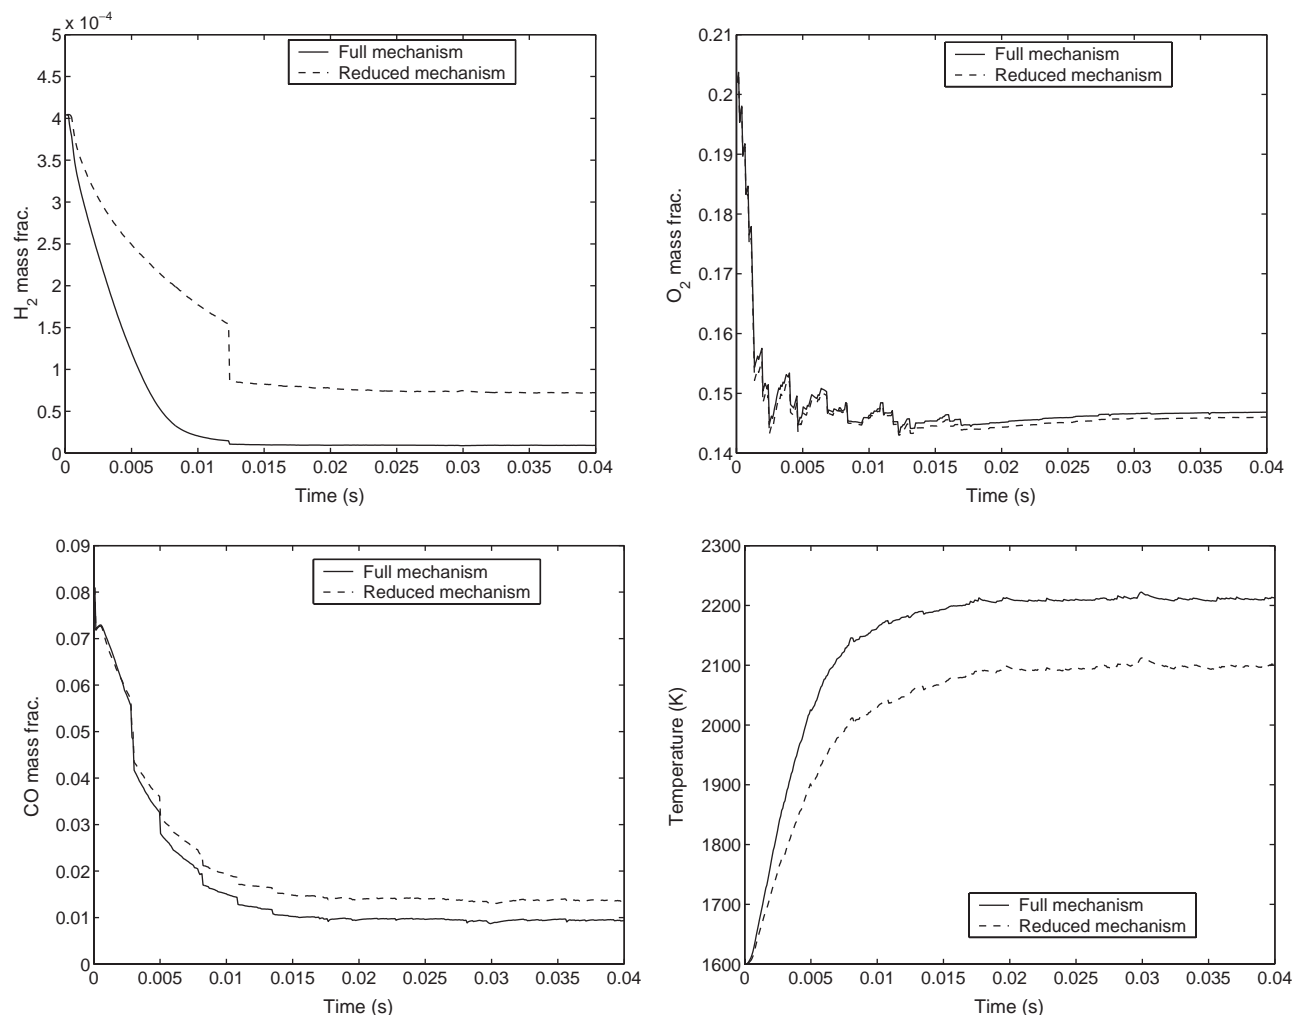 x 10⁻⁴
5
4.5
4
3.5
3
2.5
2
1.5
1
0.5
0
H₂ mass frac.
Full mechanism
Reduced mechanism
0 0.005 0.01 0.015 0.02 0.025 0.03 0.035 0.04
Time (s)
0.21
0.2
0.19
0.18
0.17
0.16
0.15
0.14
O₂ mass frac.
Full mechanism
Reduced mechanism
0 0.005 0.01 0.015 0.02 0.025 0.03 0.035 0.04
Time (s)
0.09
0.08
0.07
0.06
0.05
0.04
0.03
0.02
0.01
0
CO mass frac.
Full mechanism
Reduced mechanism
0 0.005 0.01 0.015 0.02 0.025 0.03 0.035 0.04
Time (s)
2300
2200
2100
2000
1900
1800
1700
1600
Temperature (K)
Full mechanism
Reduced mechanism
0 0.005 0.01 0.015 0.02 0.025 0.03 0.035 0.04
Time (s)